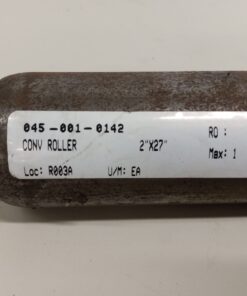 045-001-0142
RO :
CONV ROLLER 2"X27"
Max: 1
Loc: R003A U/M: EA